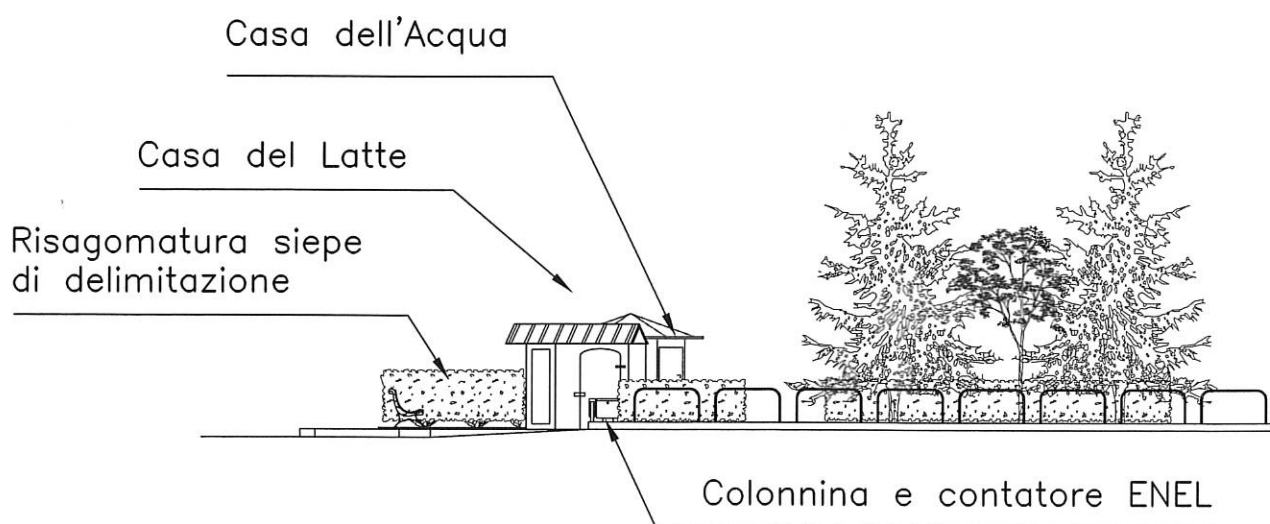 Casa dell'Acqua
Casa del Latte
Risagomatura siepe
di delimitazione
Colonnina e contatore ENEL